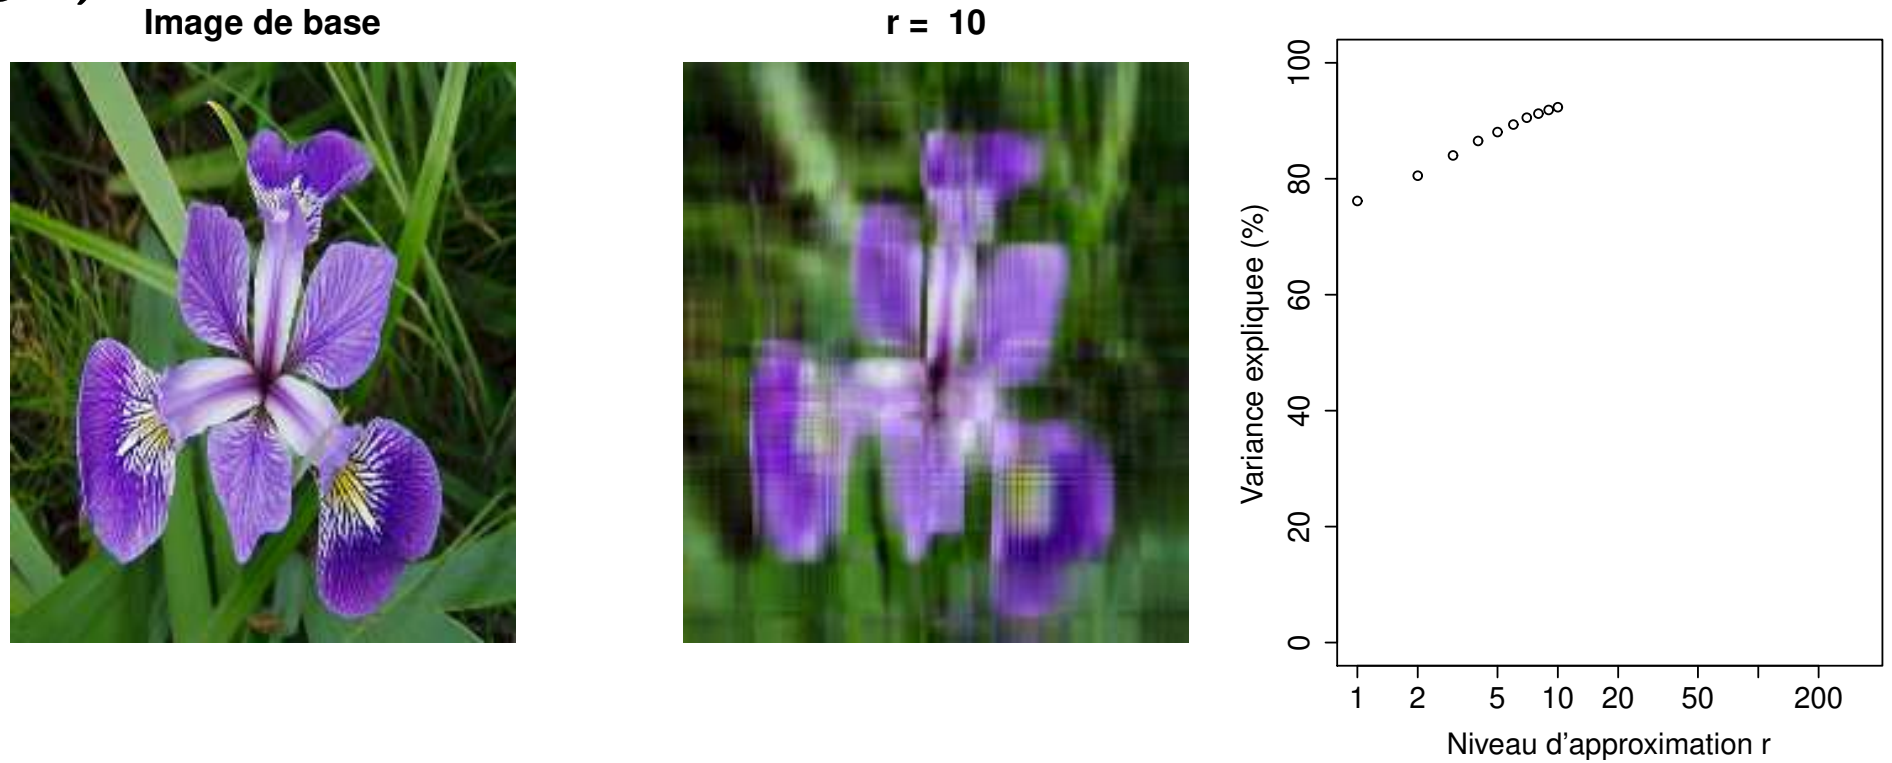 Image de base
r = 10
Variance expliquee (%)
100
80
60
40
20
0
1 2 5 10 20 50 200
Niveau d'approximation r